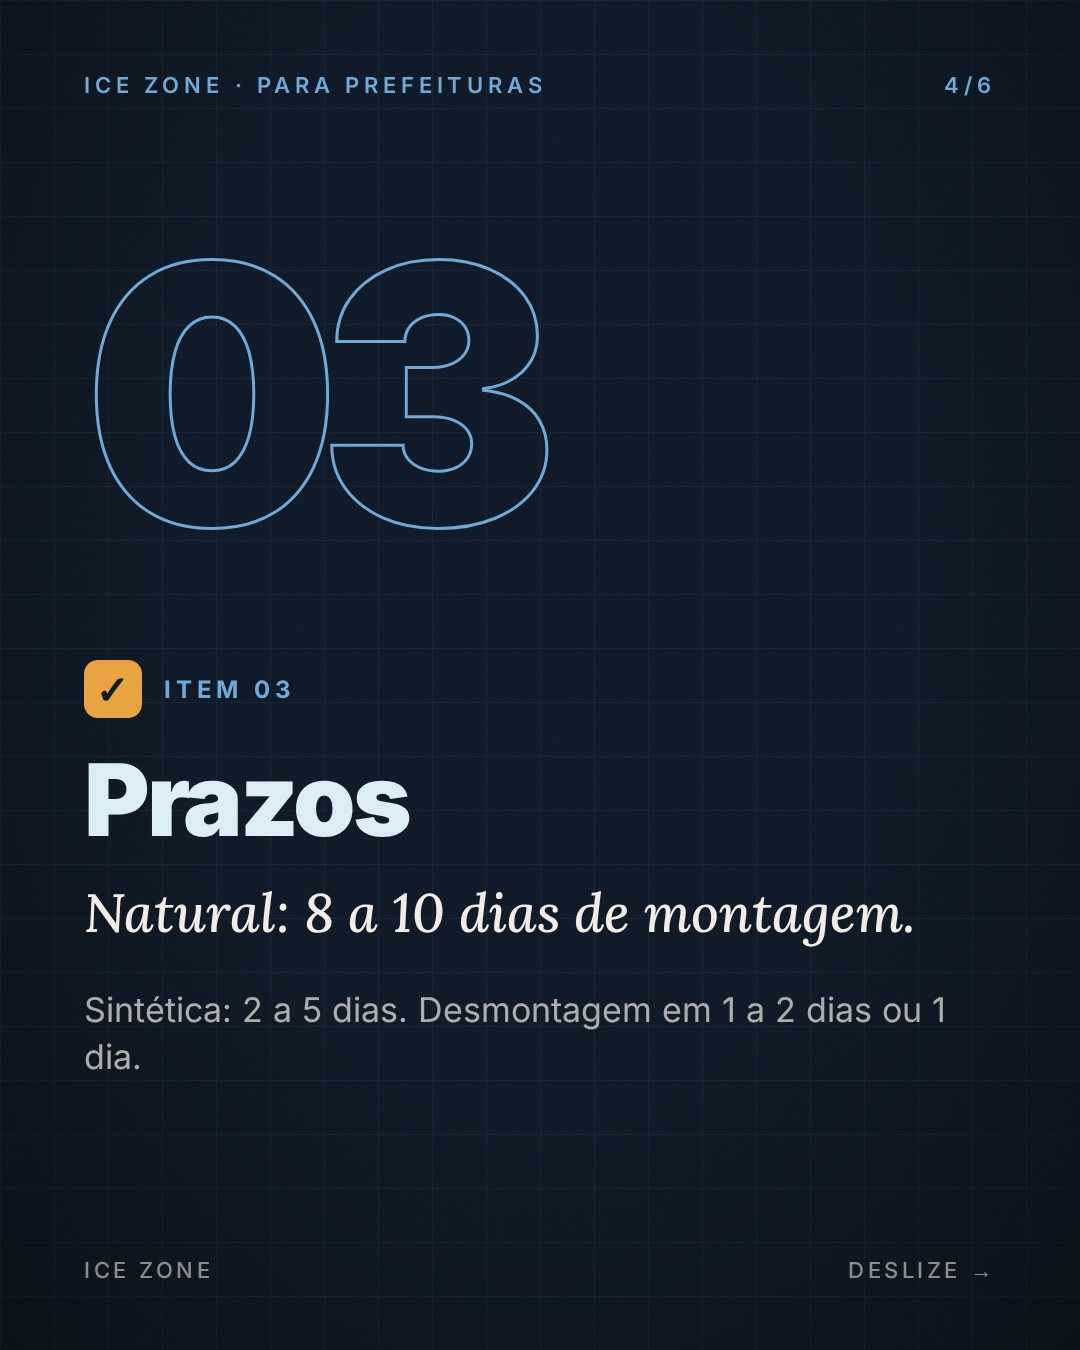 ICE ZONE · PARA PREFEITURAS
4/6
03
✓ ITEM 03
Prazos
Natural: 8 a 10 dias de montagem.
Sintética: 2 a 5 dias. Desmontagem em 1 a 2 dias ou 1
dia.
ICE ZONE
DESLIZE →